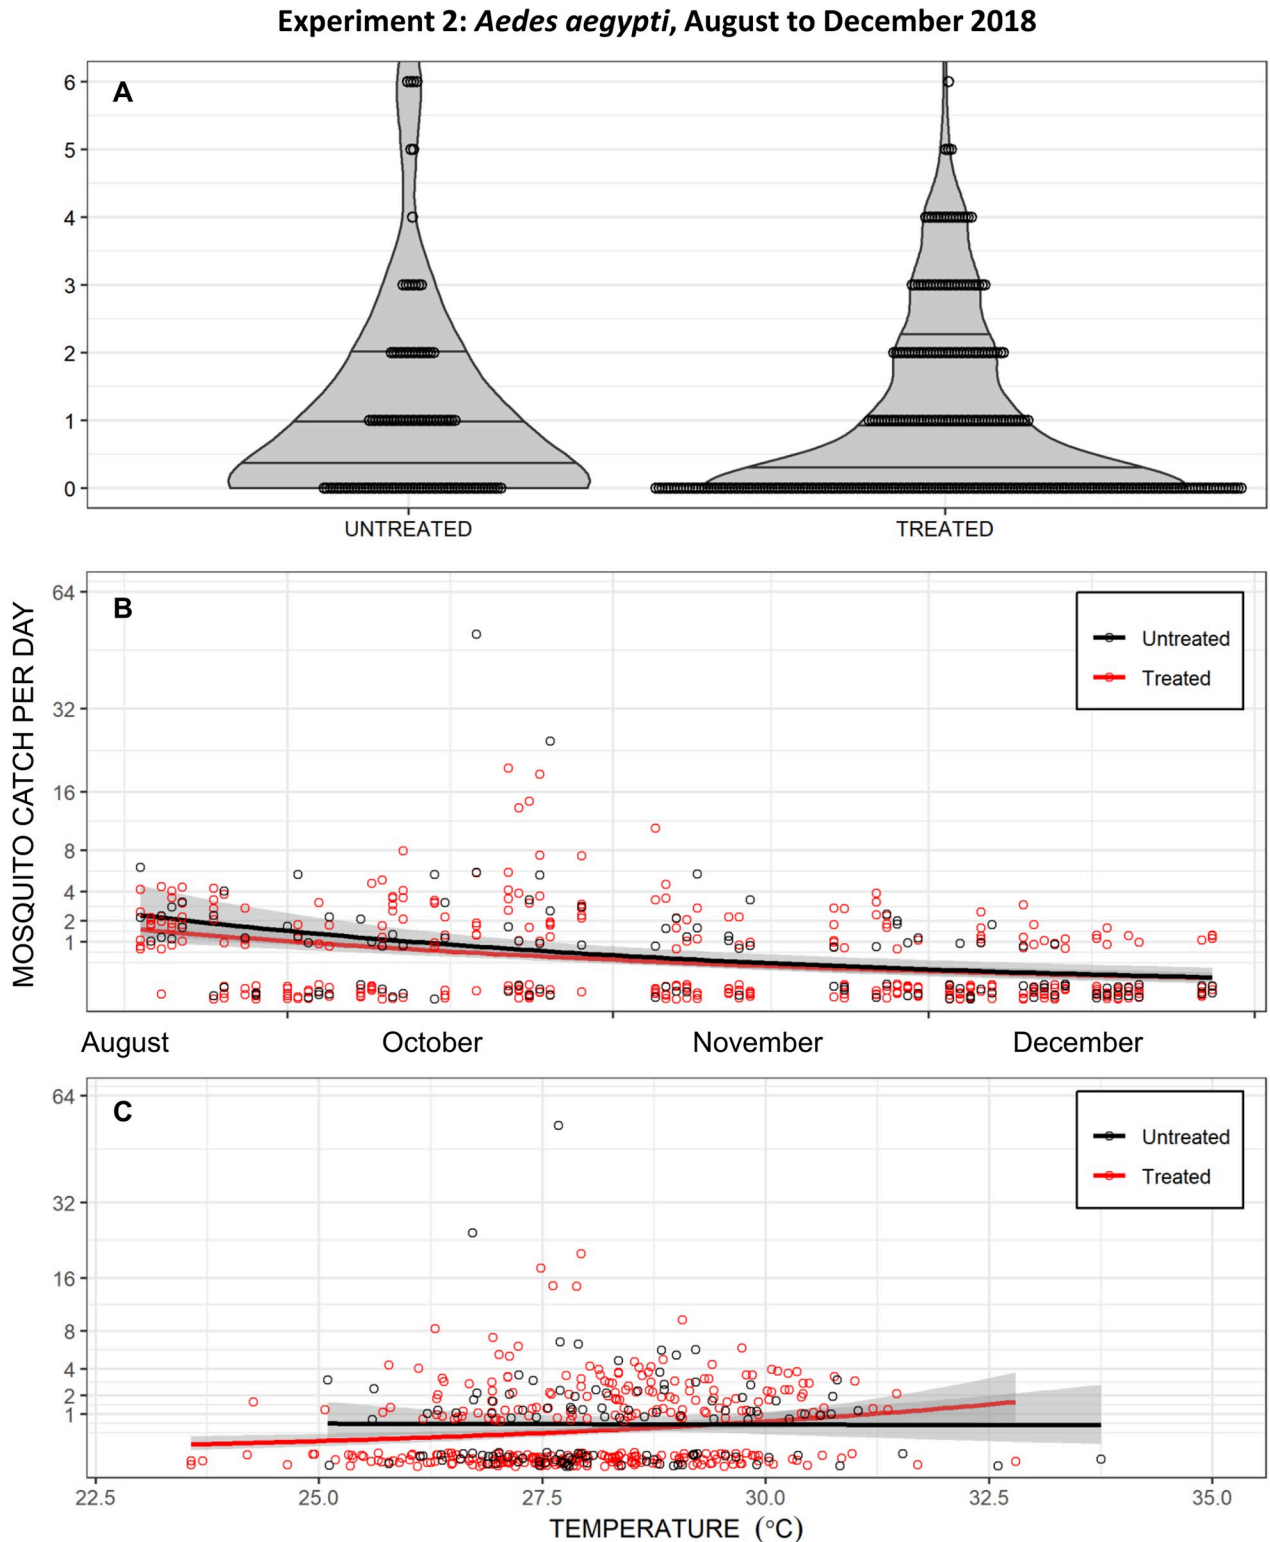 Experiment 2: Aedes aegypti, August to December 2018
A
6
5
4
3
2
1
0
UNTREATED TREATED
MOSQUITO CATCH PER DAY
B
64
32
16
8
4
2
1
Untreated
Treated
August October November December
C
64
32
16
8
4
2
1
Untreated
Treated
22.5 25.0 27.5 30.0 32.5 35.0
TEMPERATURE (°C)